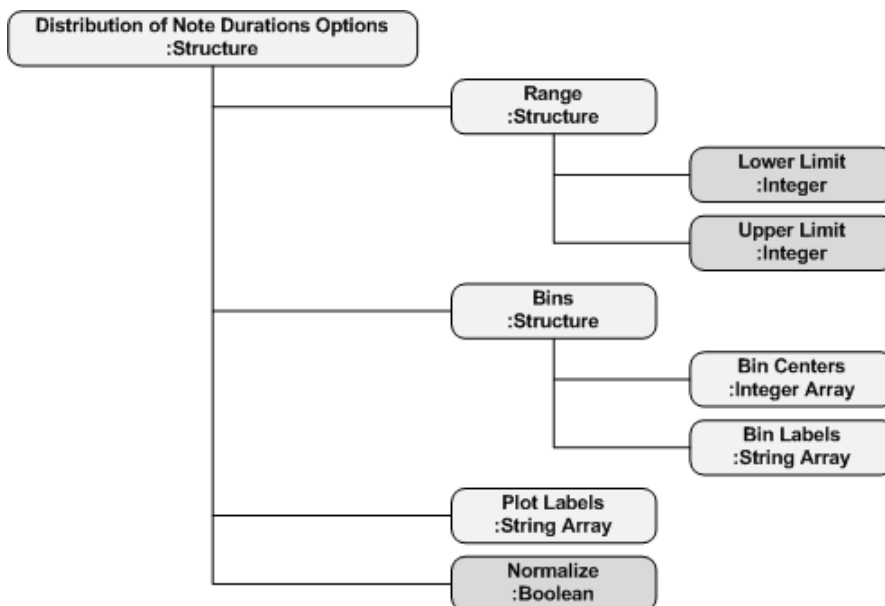 Distribution of Note Durations Options
:Structure
Range
:Structure
Lower Limit
:Integer
Upper Limit
:Integer
Bins
:Structure
Bin Centers
:Integer Array
Bin Labels
:String Array
Plot Labels
:String Array
Normalize
:Boolean